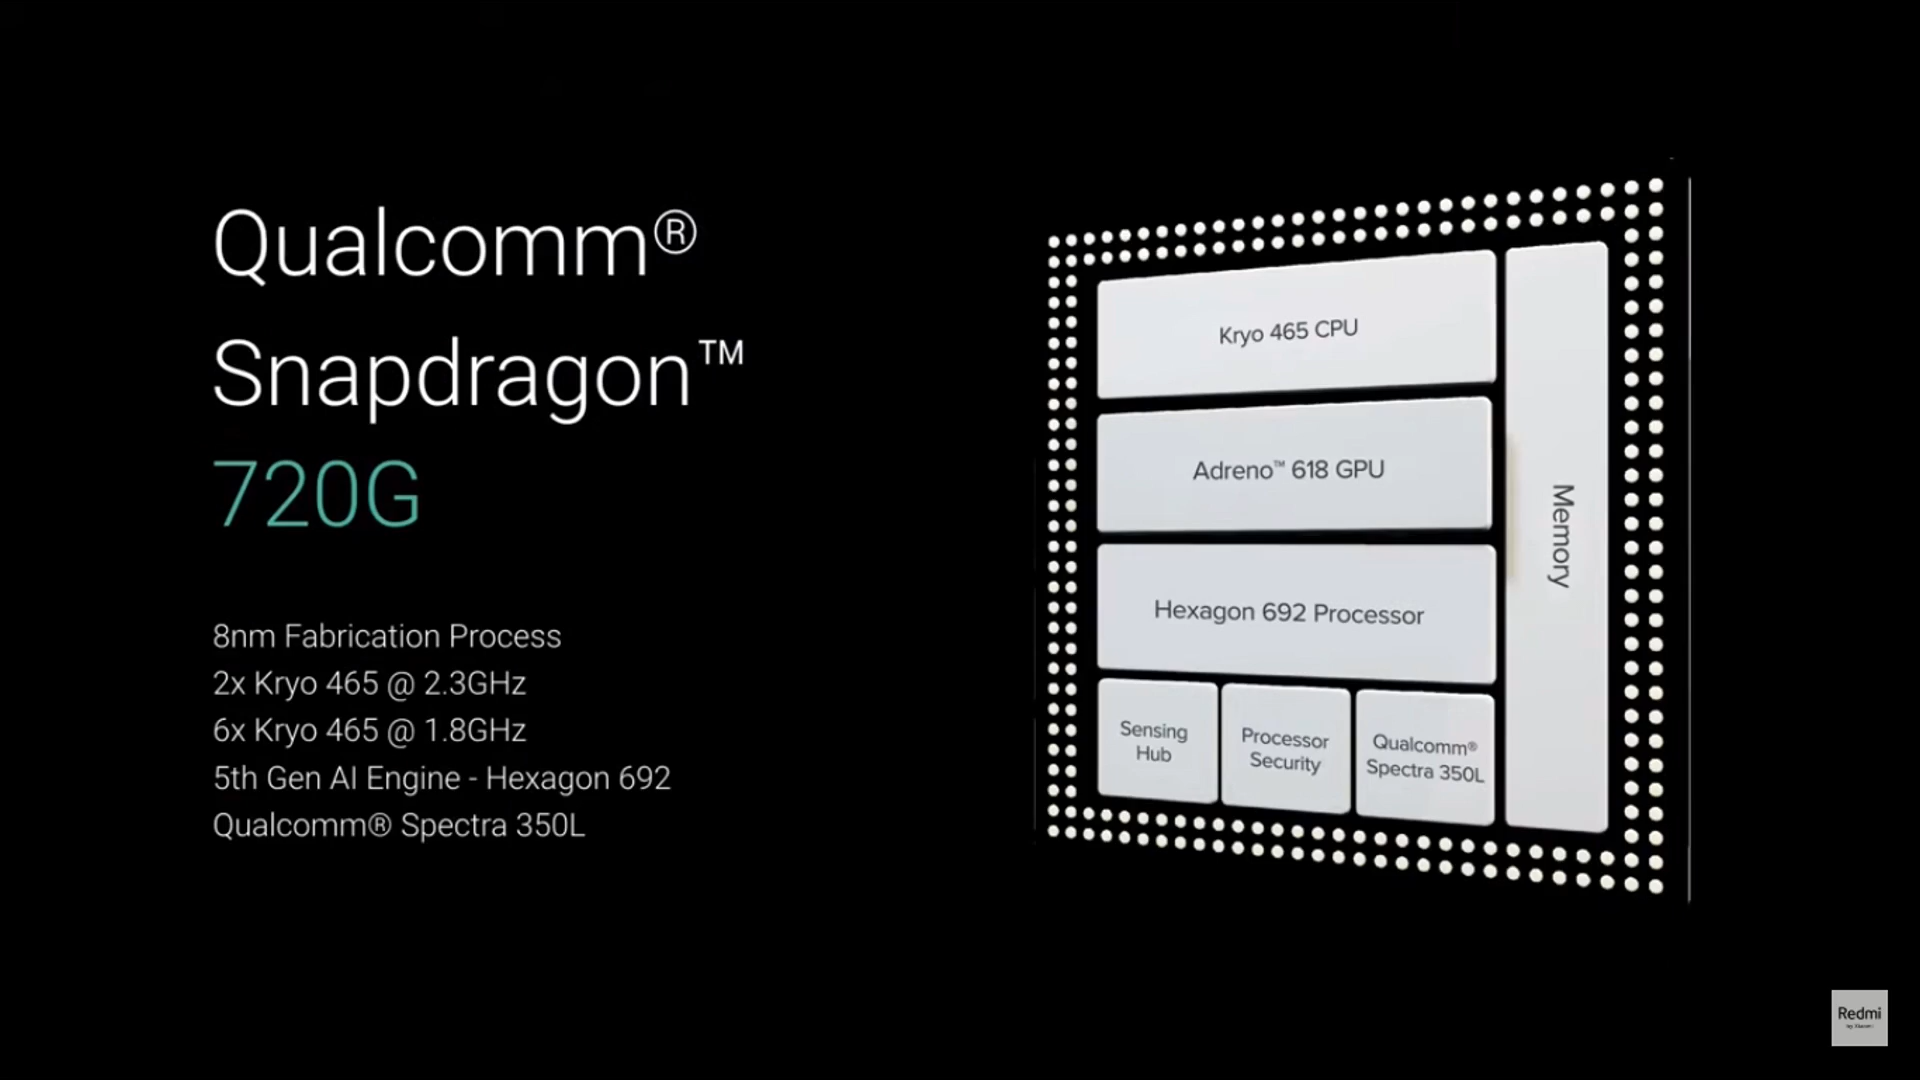 Qualcomm®
Snapdragon™
720G
8nm Fabrication Process
2x Kryo 465 @ 2.3GHz
6x Kryo 465 @ 1.8GHz
5th Gen AI Engine - Hexagon 692
Qualcomm® Spectra 350L
Kryo 465 CPU
Adreno™ 618 GPU
Hexagon 692 Processor
Sensing
Hub
Processor
Security
Qualcomm®
Spectra 350L
Memory
Redmi
by Xiaomi